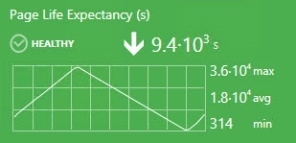 Page Life Expectancy (s)
HEALTHY 9.4·10³ s
3.6·10⁴ max
1.8·10⁴ avg
314 min